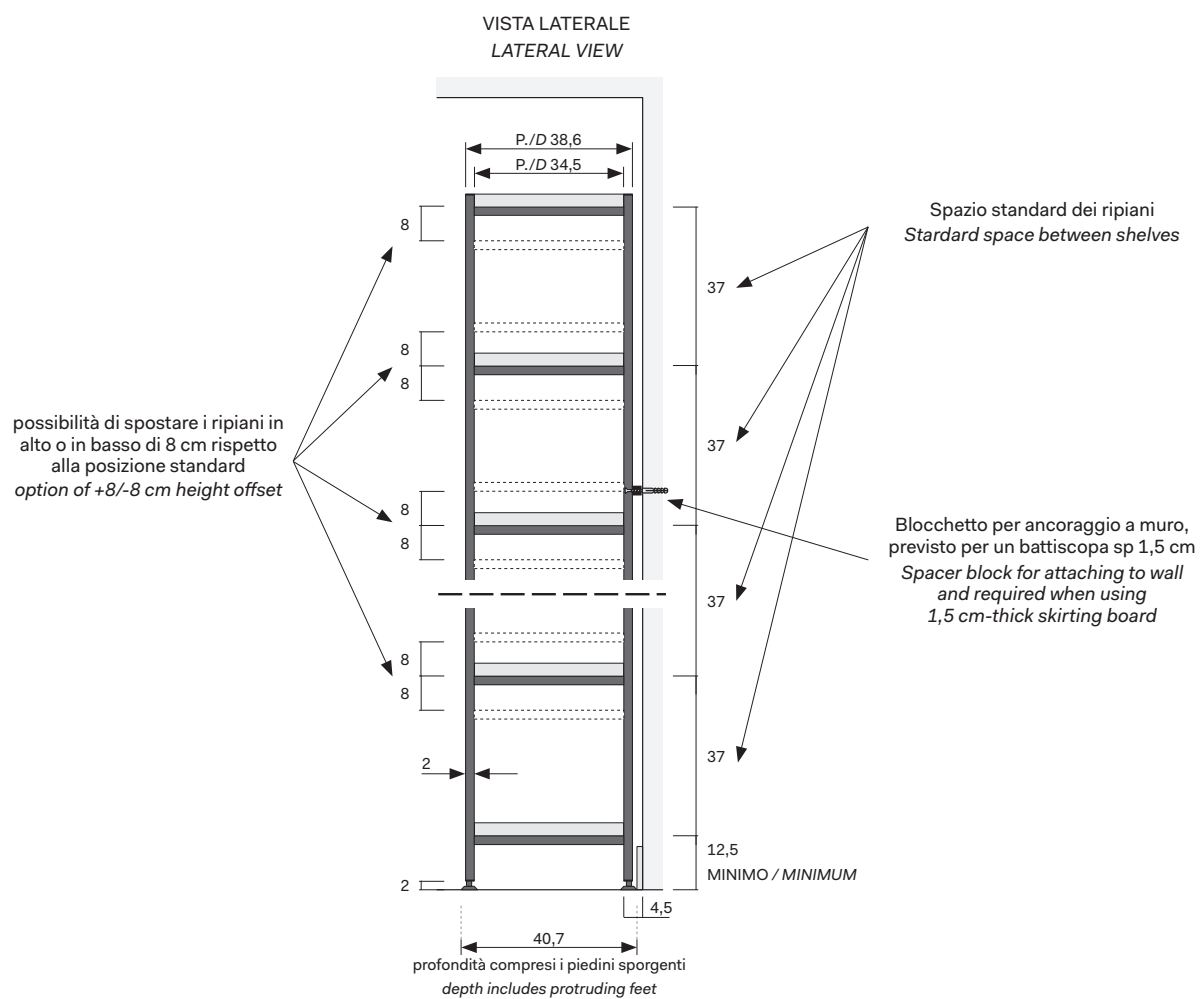 VISTA LATERALE
LATERAL VIEW
P./D 38,6
P./D 34,5
8
8
8
8
8
8
8
2
2
possibilità di spostare i ripiani in
alto o in basso di 8 cm rispetto
alla posizione standard
option of +8/-8 cm height offset
37
37
37
37
12,5
MINIMO / MINIMUM
4,5
Spazio standard dei ripiani
Stardard space between shelves
Blocchetto per ancoraggio a muro,
previsto per un battiscopa sp 1,5 cm
Spacer block for attaching to wall
and required when using
1,5 cm-thick skirting board
40,7
profondità compresi i piedini sporgenti
depth includes protruding feet